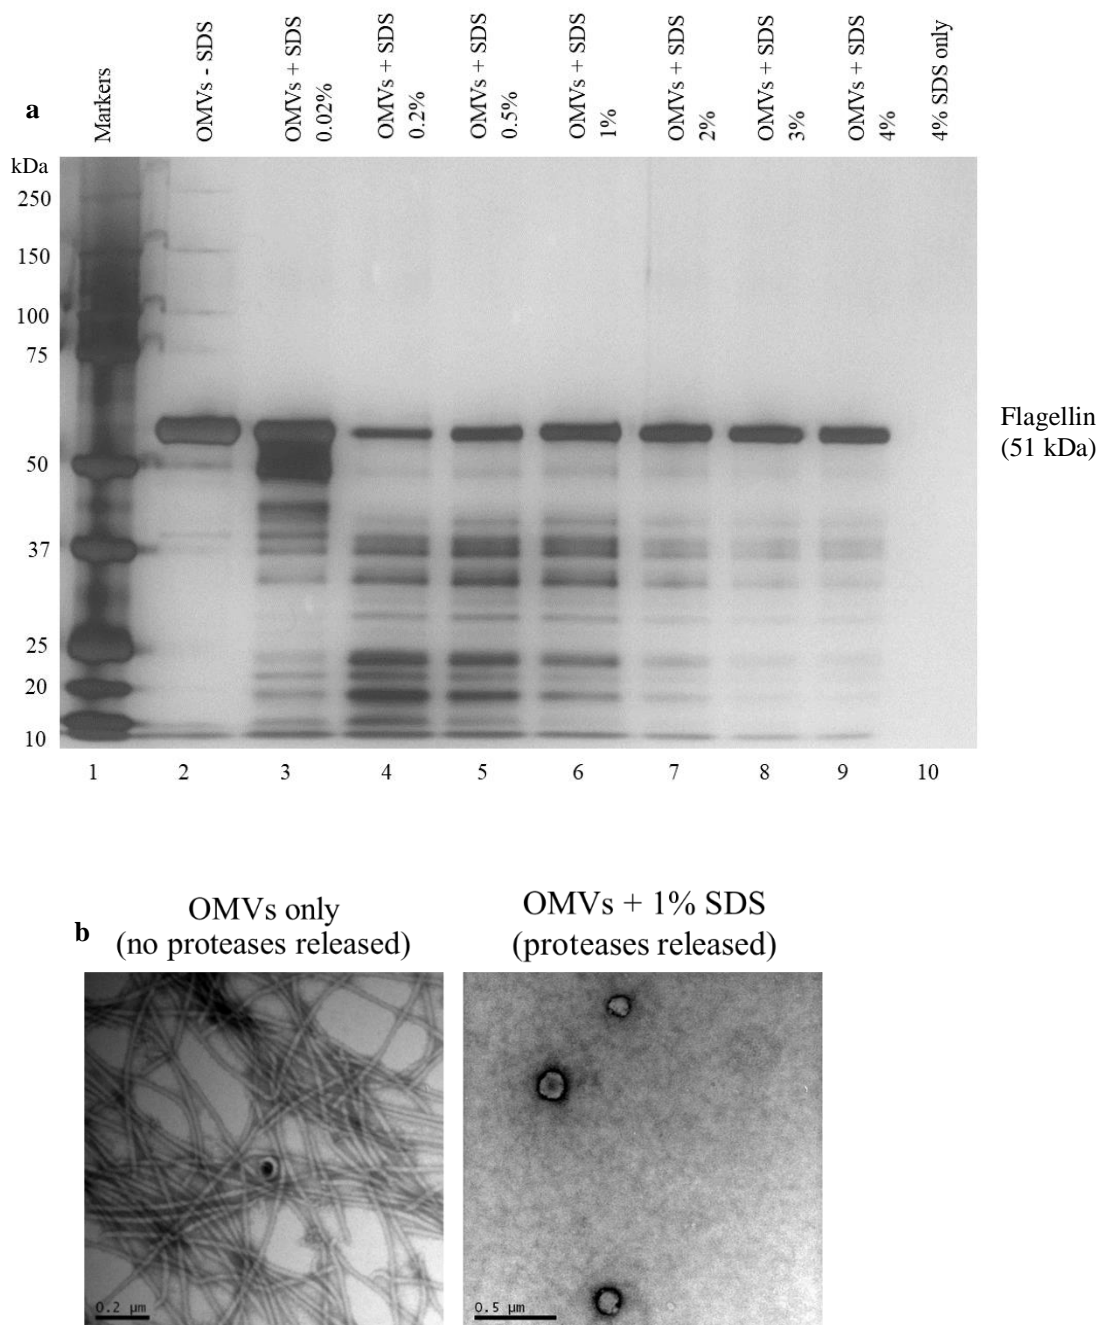 a
Markers
OMVs - SDS
OMVs + SDS
0.02%
OMVs + SDS
0.2%
OMVs + SDS
0.5%
OMVs + SDS
1%
OMVs + SDS
2%
OMVs + SDS
3%
OMVs + SDS
4%
4% SDS only
kDa
250
150
100
75
50
37
25
20
10
Flagellin
(51 kDa)
1 2 3 4 5 6 7 8 9 10
b
OMVs only
(no proteases released)
OMVs + 1% SDS
(proteases released)
0.2 µm
0.5 µm